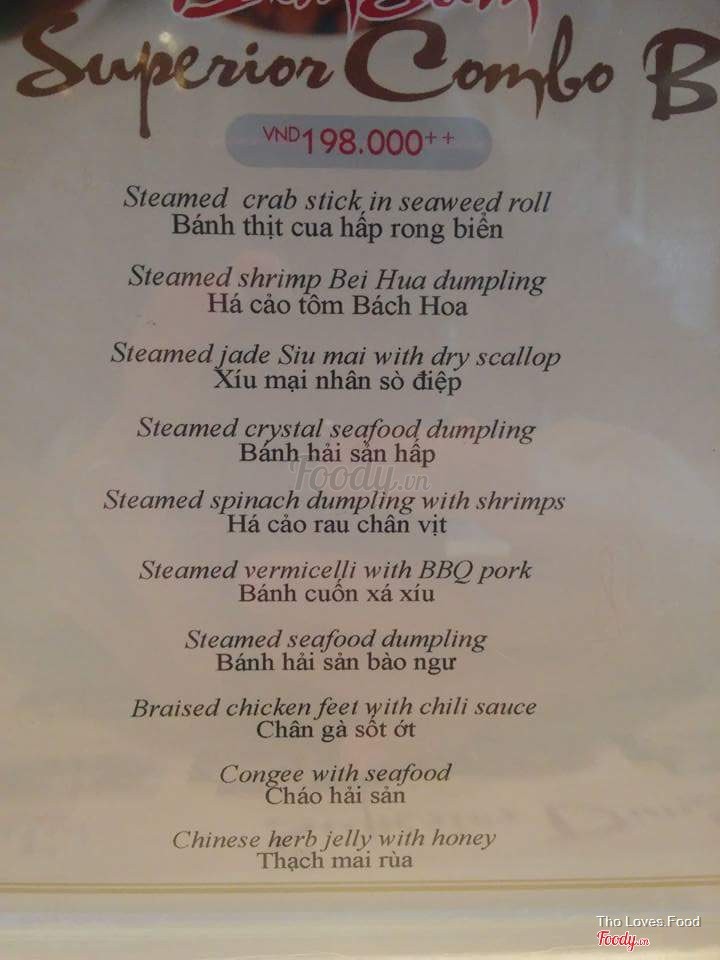 Superior Combo B
VND198.000++
Steamed crab stick in seaweed roll
Bánh thịt cua hấp rong biển
Steamed shrimp Bei Hua dumpling
Há cảo tôm Bách Hoa
Steamed jade Siu mai with dry scallop
Xíu mại nhân sò điệp
Steamed crystal seafood dumpling
Bánh hải sản hấp
Foody.vn
Steamed spinach dumpling with shrimps
Há cảo rau chân vịt
Steamed vermicelli with BBQ pork
Bánh cuốn xá xíu
Steamed seafood dumpling
Bánh hải sản bào ngư
Braised chicken feet with chili sauce
Chân gà sốt ớt
Congee with seafood
Cháo hải sản
Chinese herb jelly with honey
Thạch mai rùa
Tho Loves Food
Foody.vn